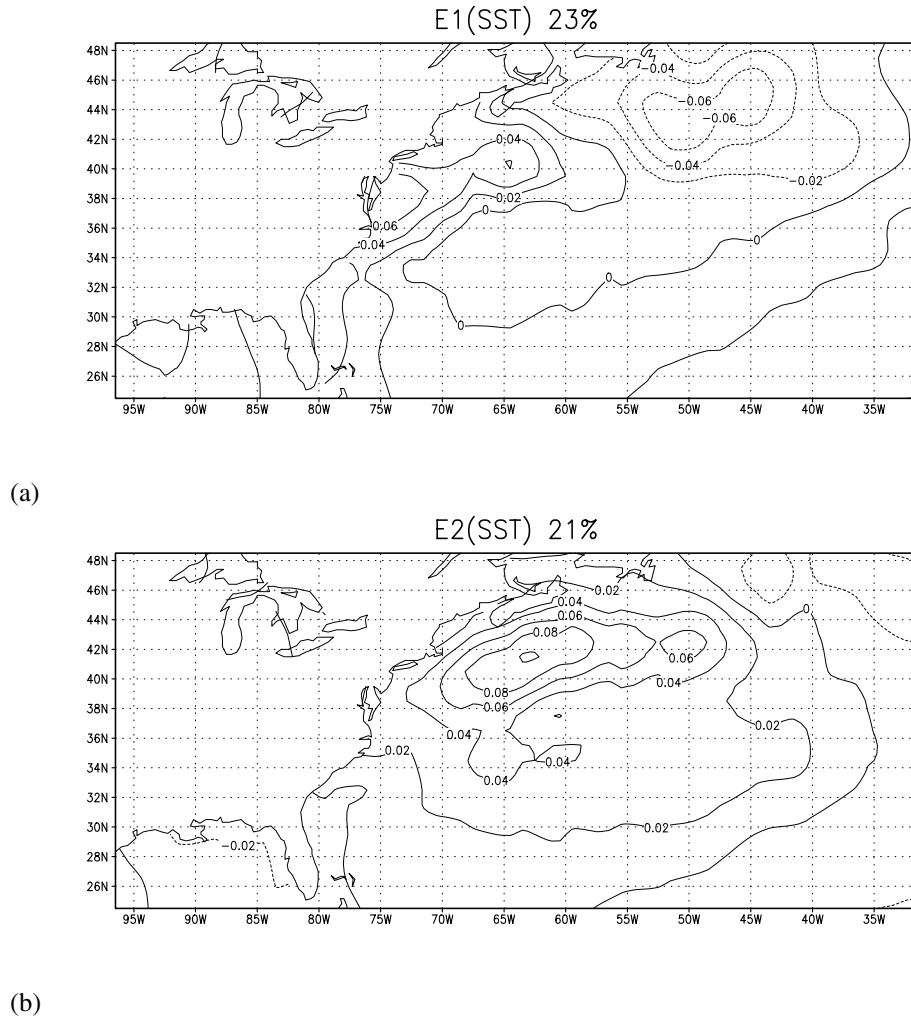 E1(SST) 23%
48N
46N
44N
42N
40N
38N
36N
34N
32N
30N
28N
26N
−0.04
−0.06
−0.06
−0.04
−0.02
0.04
0.02
0
0.06
0.04
0
0
0
95W 90W 85W 80W 75W 70W 65W 60W 55W 50W 45W 40W 35W
(a)
E2(SST) 21%
48N
46N
44N
42N
40N
38N
36N
34N
32N
30N
28N
26N
0.02
0.04
0.06
0.08
0
0.06
0.04
0.08
0.06
0.04
0.02
0.02
0.04
0.04
0.02
−0.02
95W 90W 85W 80W 75W 70W 65W 60W 55W 50W 45W 40W 35W
(b)